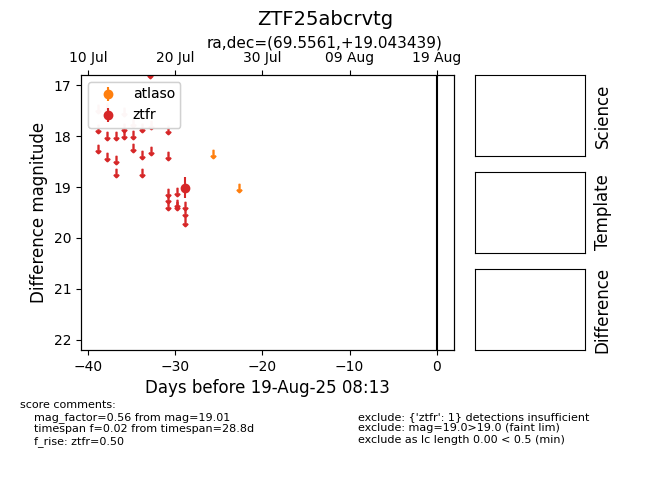 ZTF25abcrvtg
ra,dec=(69.5561,+19.043439)
10 Jul 20 Jul 30 Jul 09 Aug 19 Aug
17
18
19
20
21
22
Difference magnitude
atlaso
ztfr
−40 −30 −20 −10 0
Days before 19-Aug-25 08:13
Science
Template
Difference
score comments:
mag_factor=0.56 from mag=19.01
timespan f=0.02 from timespan=28.8d
f_rise: ztfr=0.50
exclude: {'ztfr': 1} detections insufficient
exclude: mag=19.0>19.0 (faint lim)
exclude as lc length 0.00 < 0.5 (min)